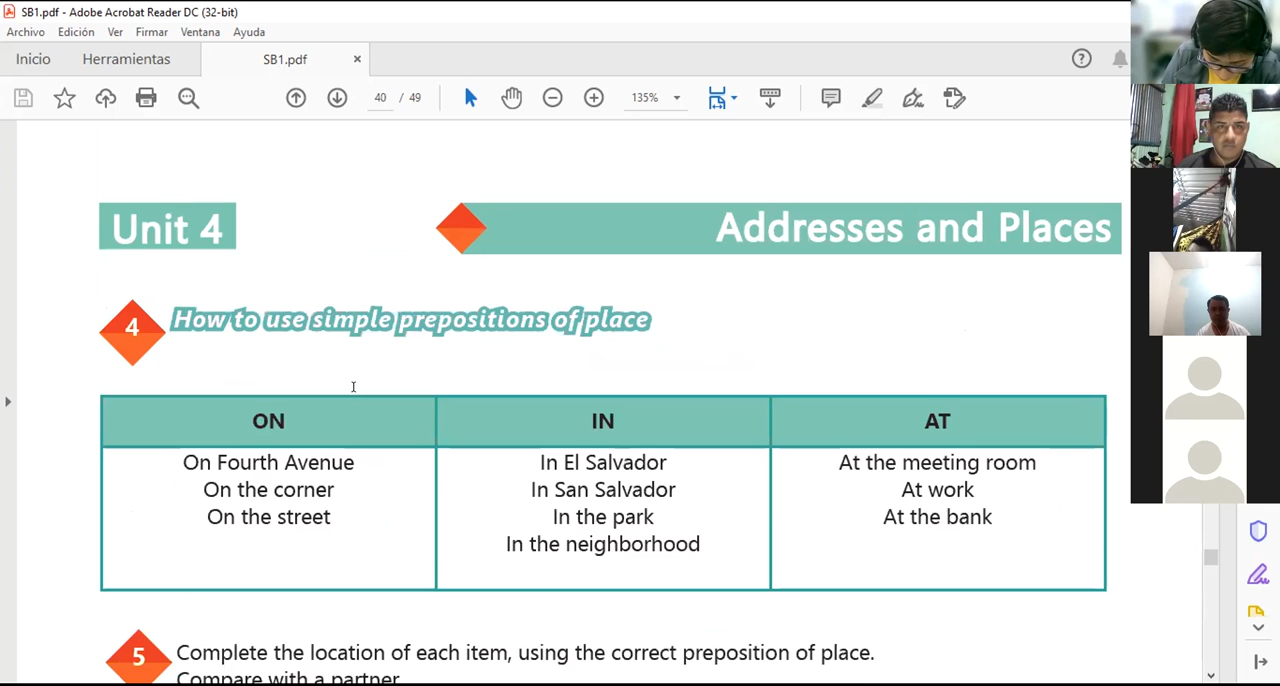 SB1.pdf - Adobe Acrobat Reader DC (32-bit)
Archivo Edición Ver Firmar Ventana Ayuda
Inicio Herramientas SB1.pdf ×
40 / 49 135%
Unit 4 Addresses and Places
4 How to use simple prepositions of place
ON IN AT
On Fourth Avenue In El Salvador At the meeting room
On the corner In San Salvador At work
On the street In the park At the bank
In the neighborhood
5 Complete the location of each item, using the correct preposition of place.
Compare with a partner